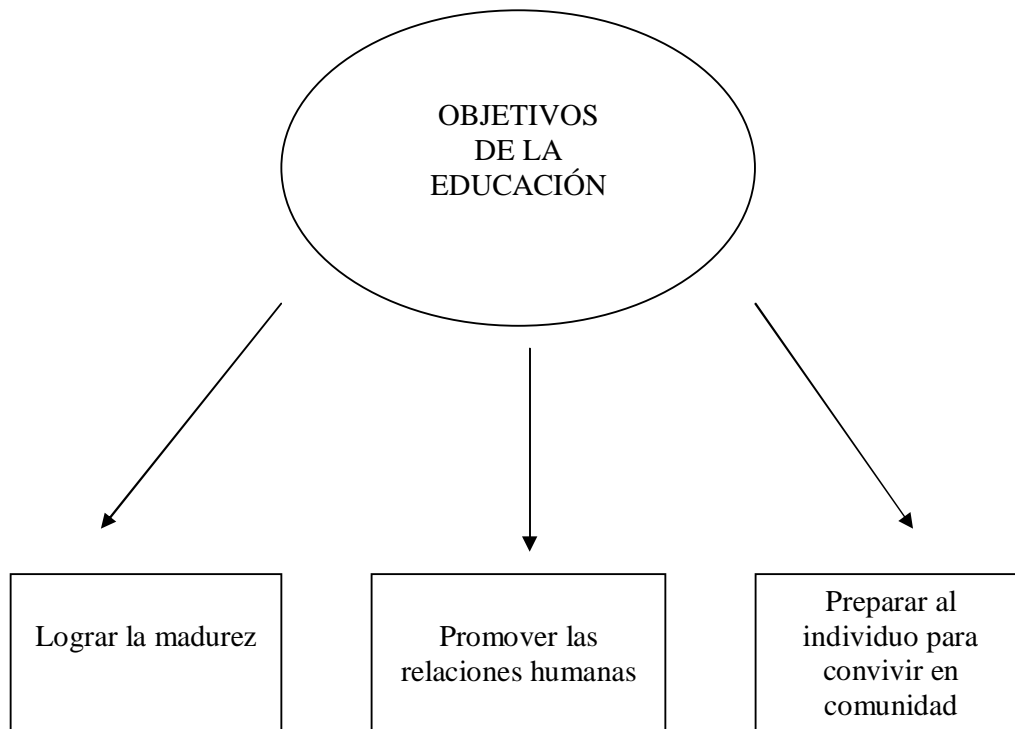 OBJETIVOS
DE LA
EDUCACIÓN
Lograr la madurez
Promover las
relaciones humanas
Preparar al
individuo para
convivir en
comunidad